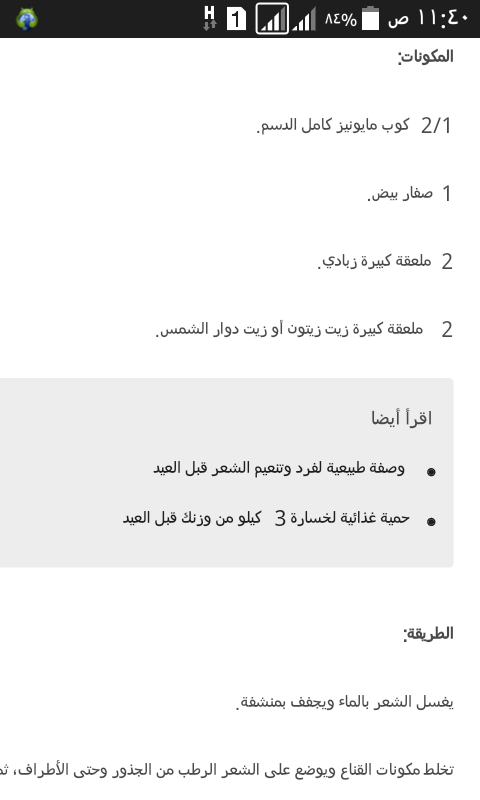 H 1 ٨٤% ١١:٤٠ ص
المكونات:
2/1 كوب مايونيز كامل الدسم.
1 صفار بيض.
2 ملعقة كبيرة زبادي.
2 ملعقة كبيرة زيت زيتون أو زيت دوار الشمس.
اقرأ أيضا
وصفة طبيعية لفرد وتنعيم الشعر قبل العيد
حمية غذائية لخسارة 3 كيلو من وزنك قبل العيد
الطريقة:
يغسل الشعر بالماء ويجفف بمنشفة.
تخلط مكونات القناع ويوضع على الشعر الرطب من الجذور وحتى الأطراف،